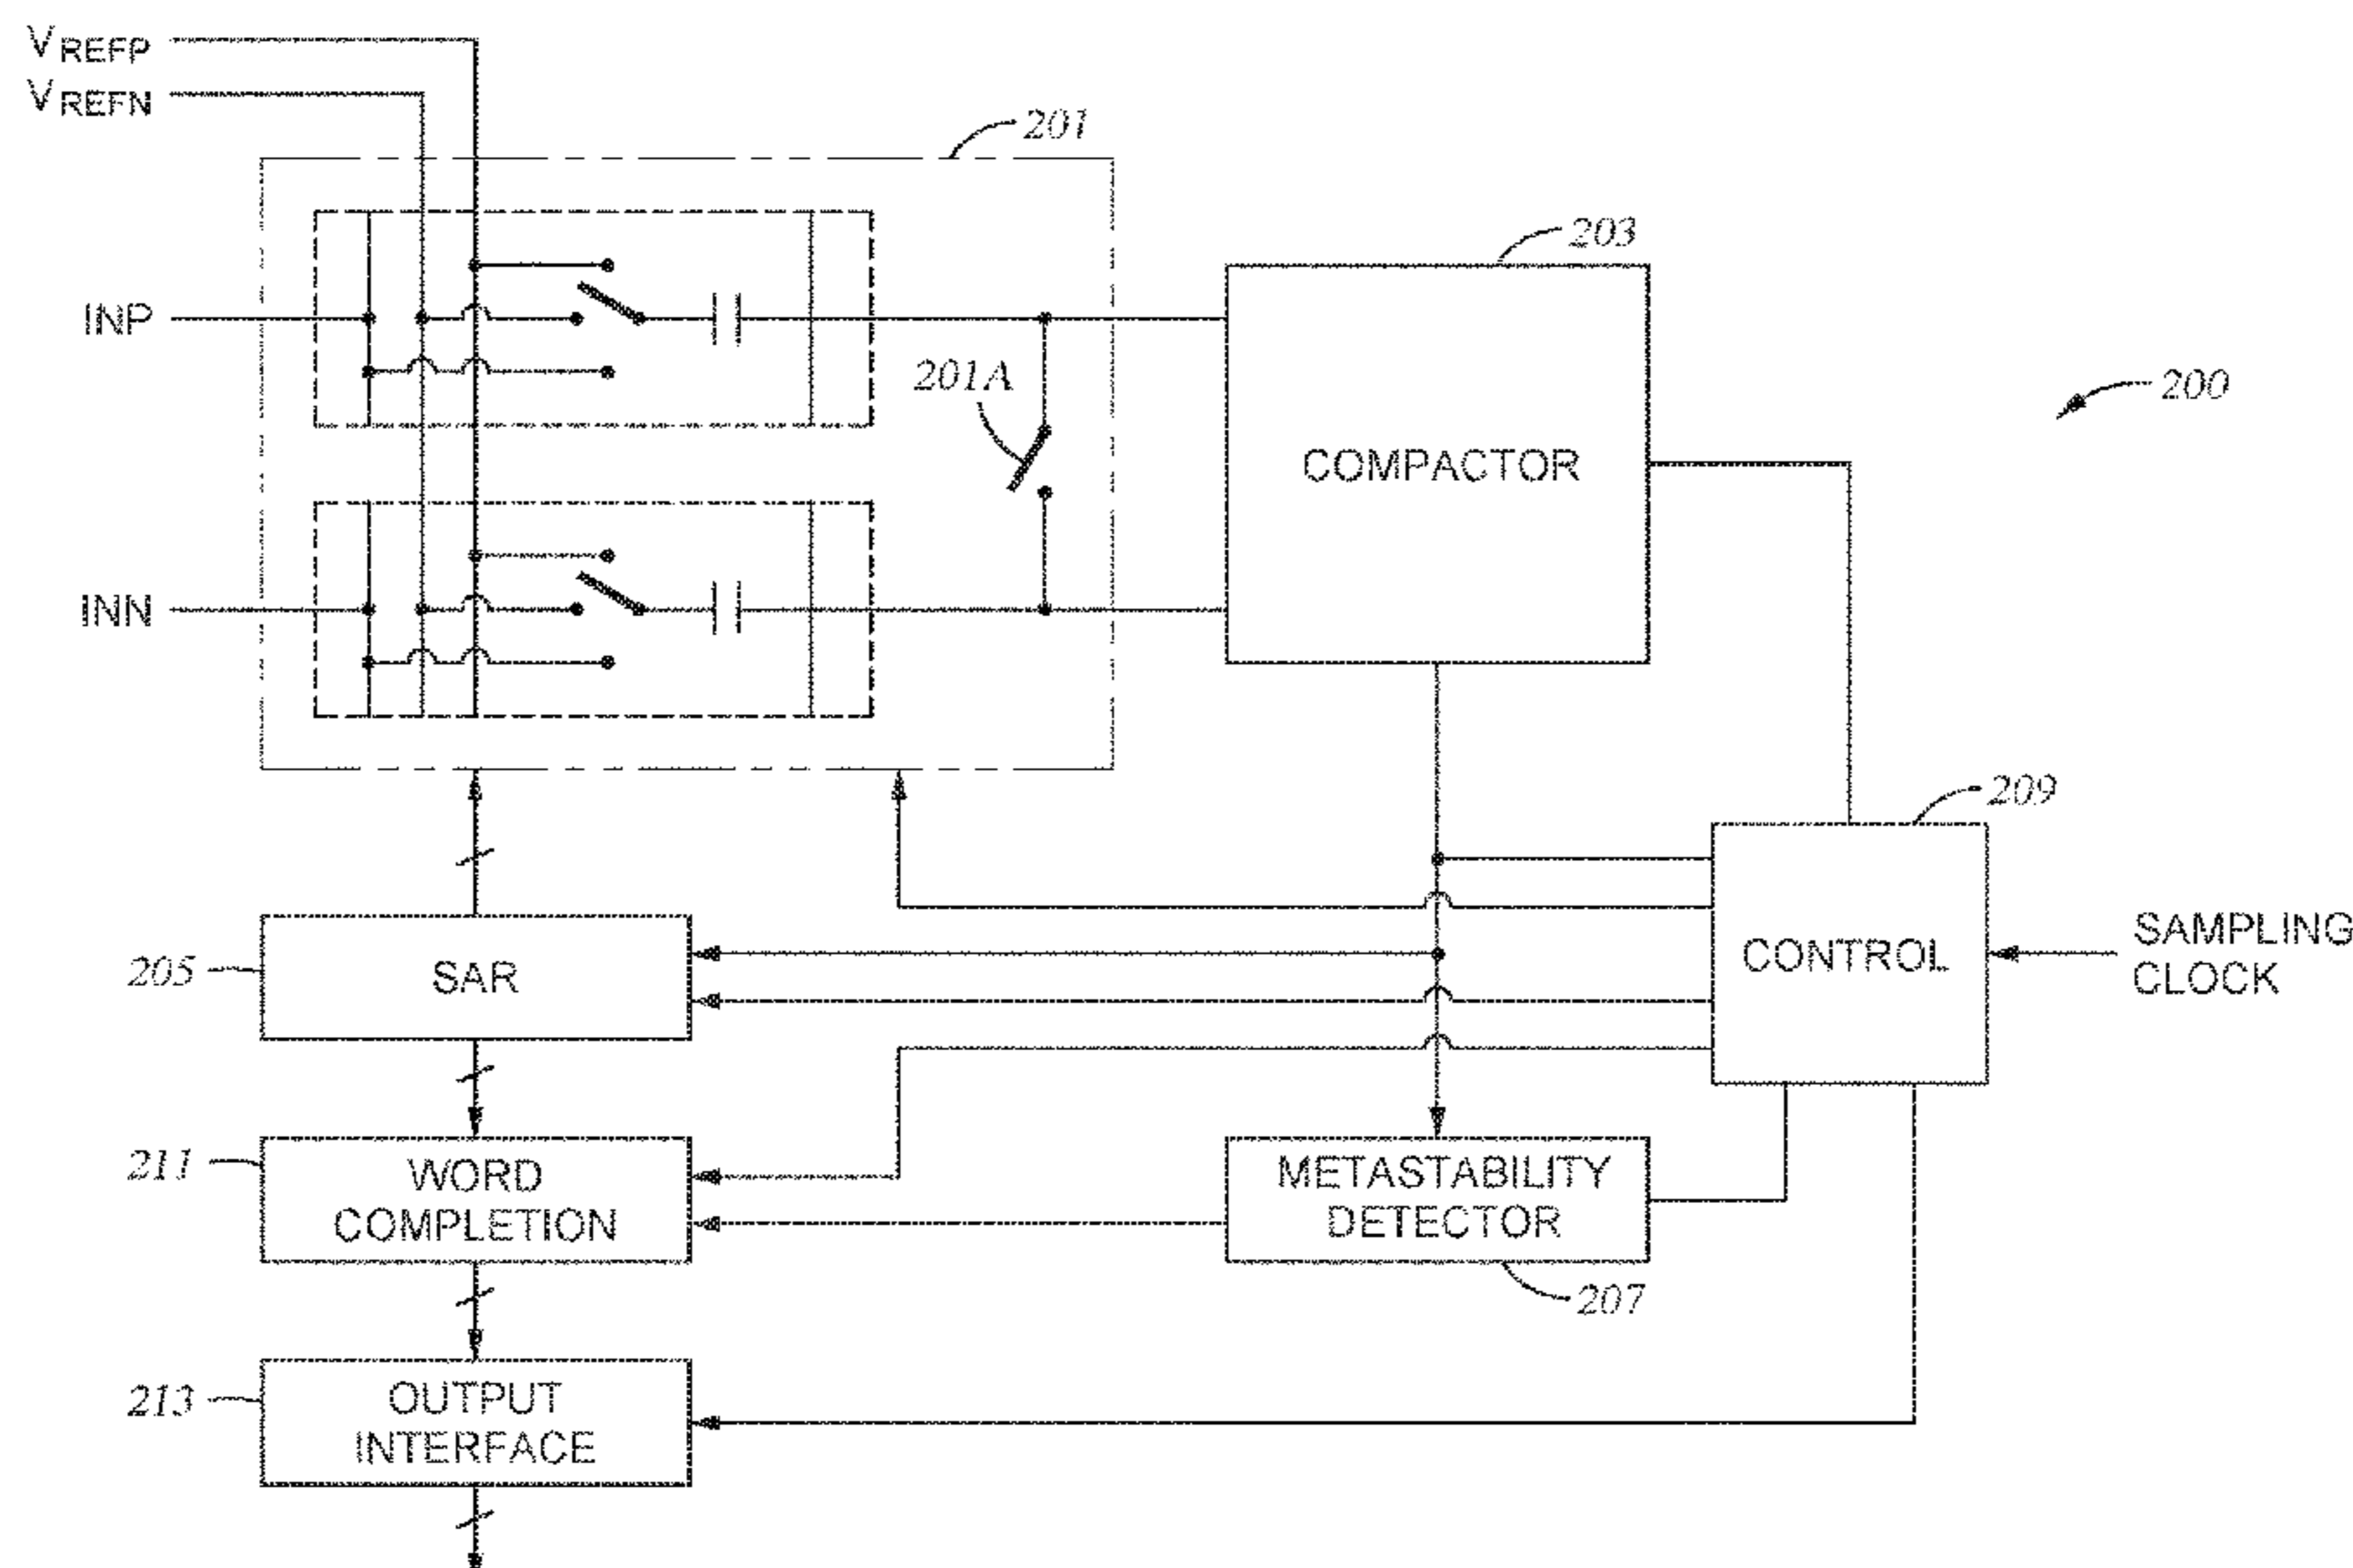 VREFP
VREFN
201
203
INP
201A
200
COMPACTOR
INN
209
205
SAR
CONTROL
SAMPLING
CLOCK
211
WORD
COMPLETION
METASTABILITY
DETECTOR
207
213
OUTPUT
INTERFACE